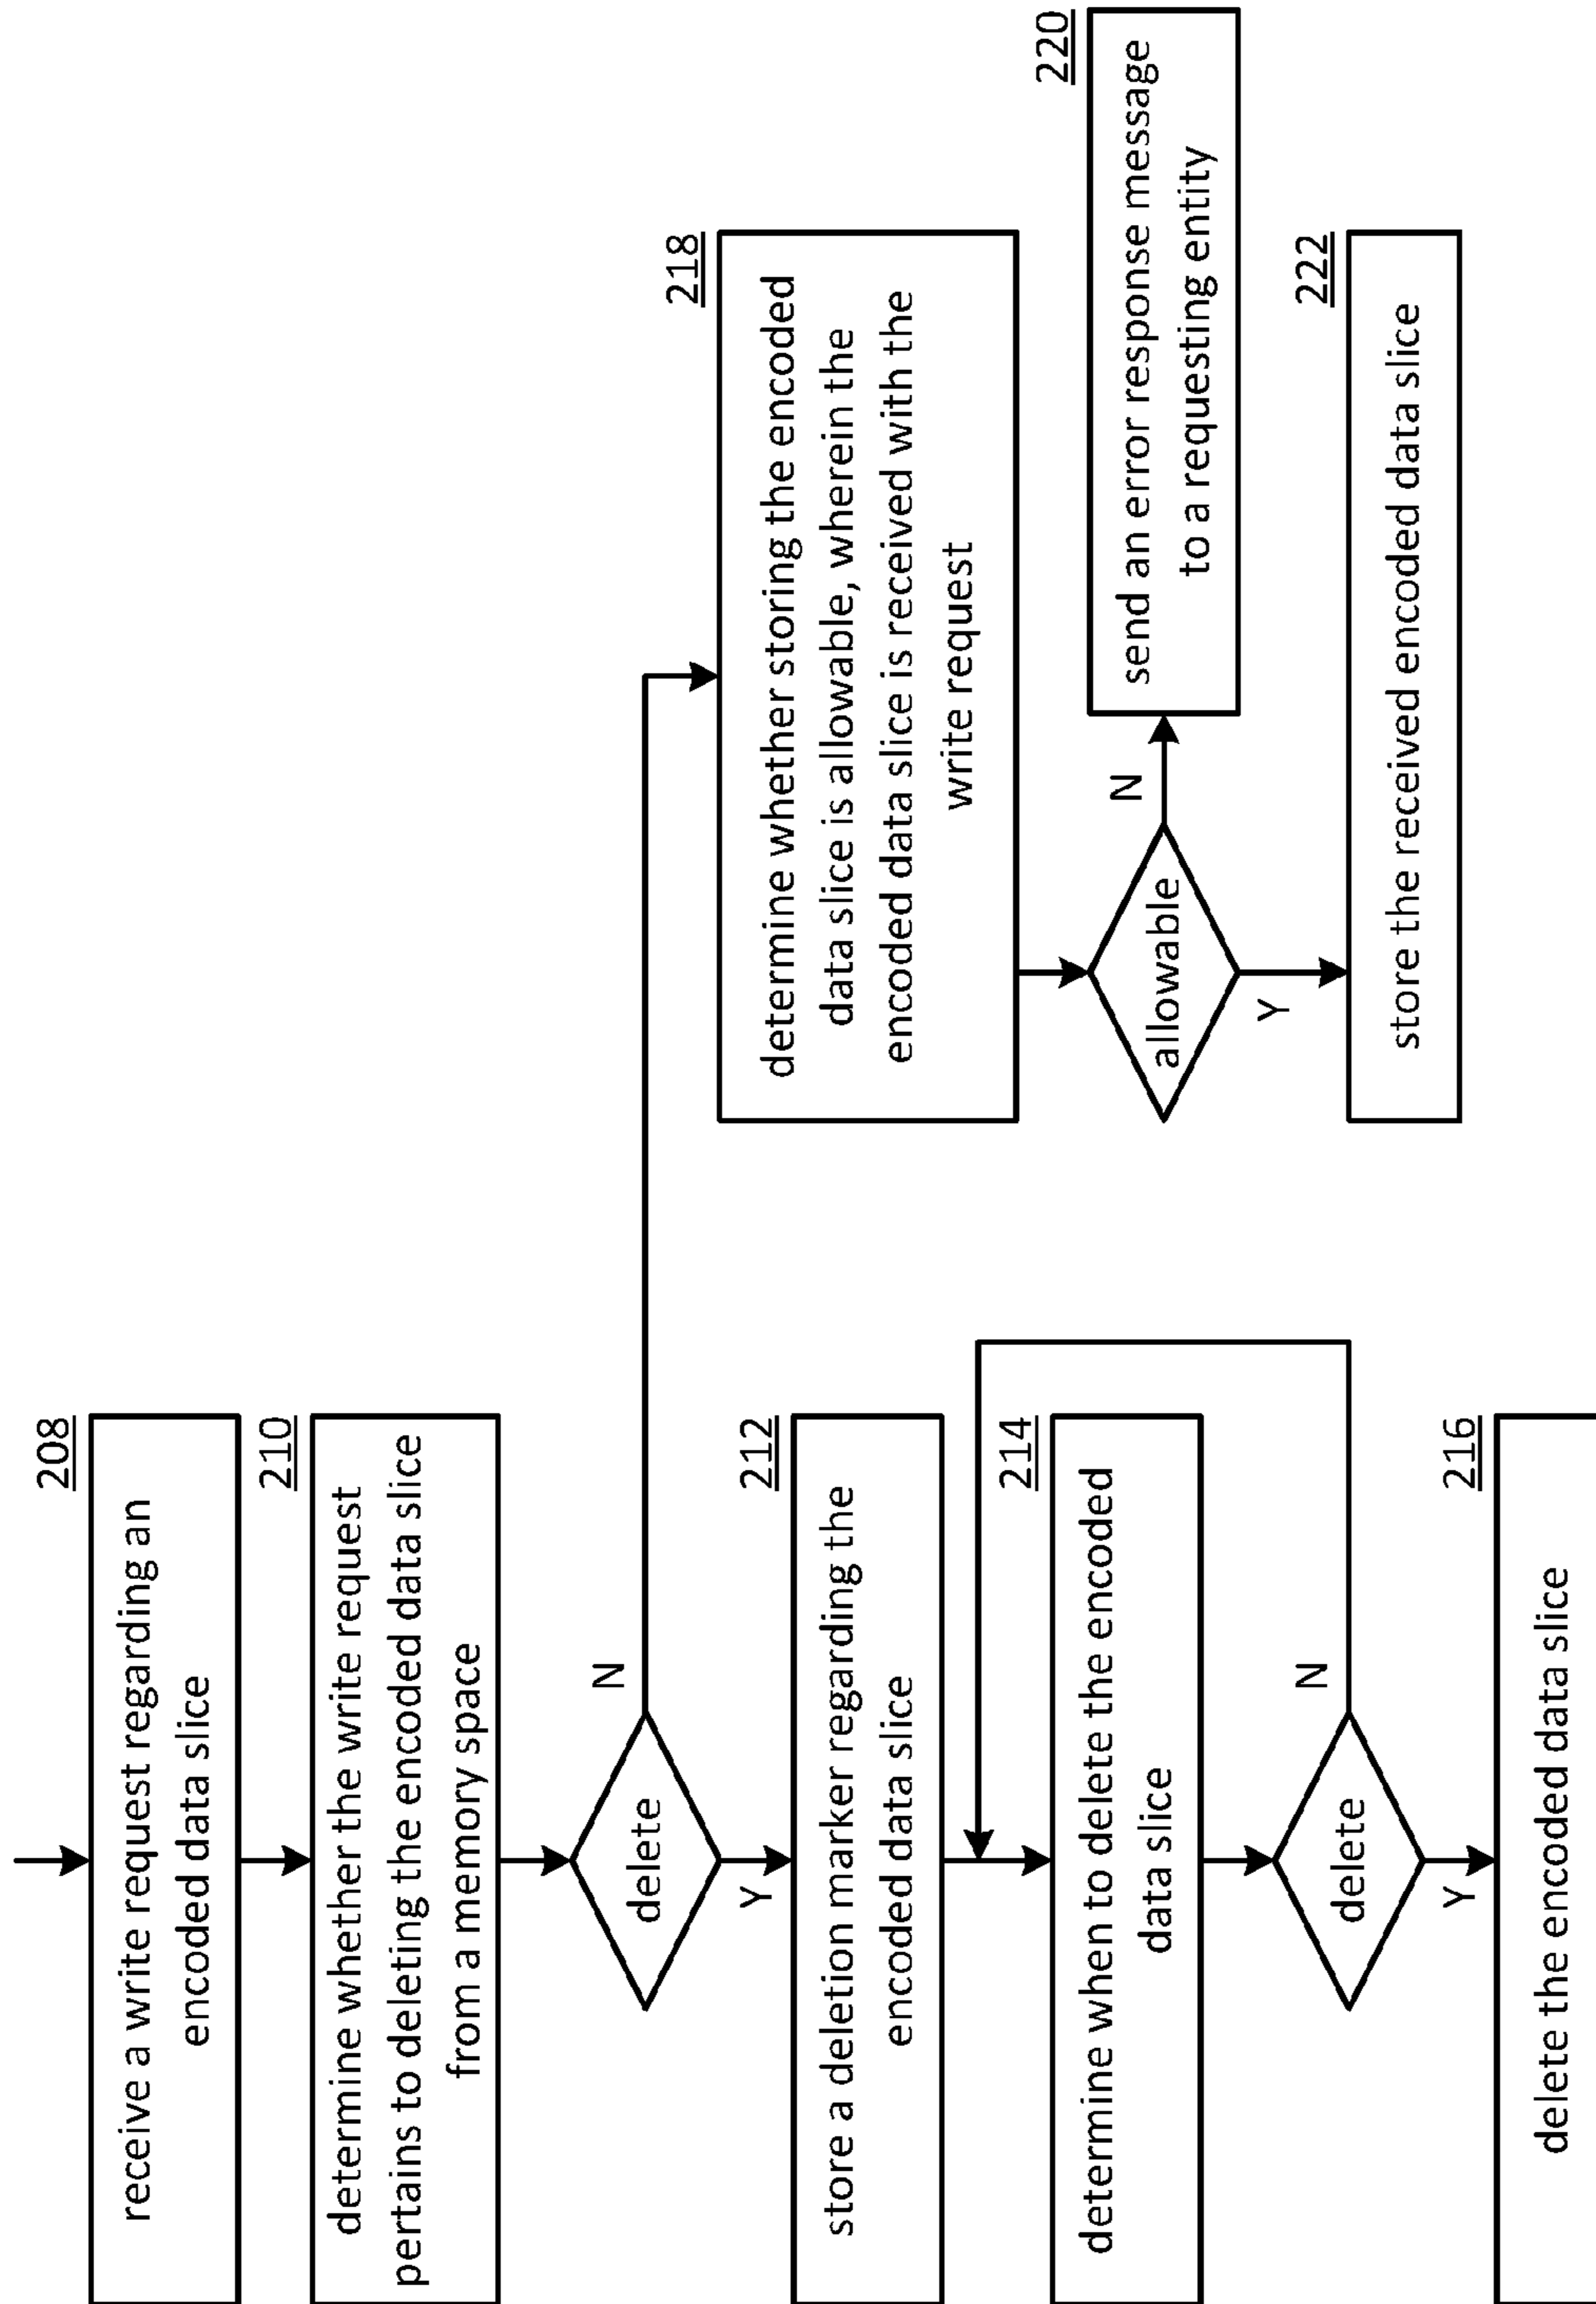 208
receive a write request regarding an
encoded data slice
210
determine whether the write request
pertains to deleting the encoded data slice
from a memory space
delete
N
Y
212
store a deletion marker regarding the
encoded data slice
214
determine when to delete the encoded
data slice
delete
N
Y
216
delete the encoded data slice
218
determine whether storing the encoded
data slice is allowable, wherein the
encoded data slice is received with the
write request
allowable
N
Y
220
send an error response message
to a requesting entity
222
store the received encoded data slice